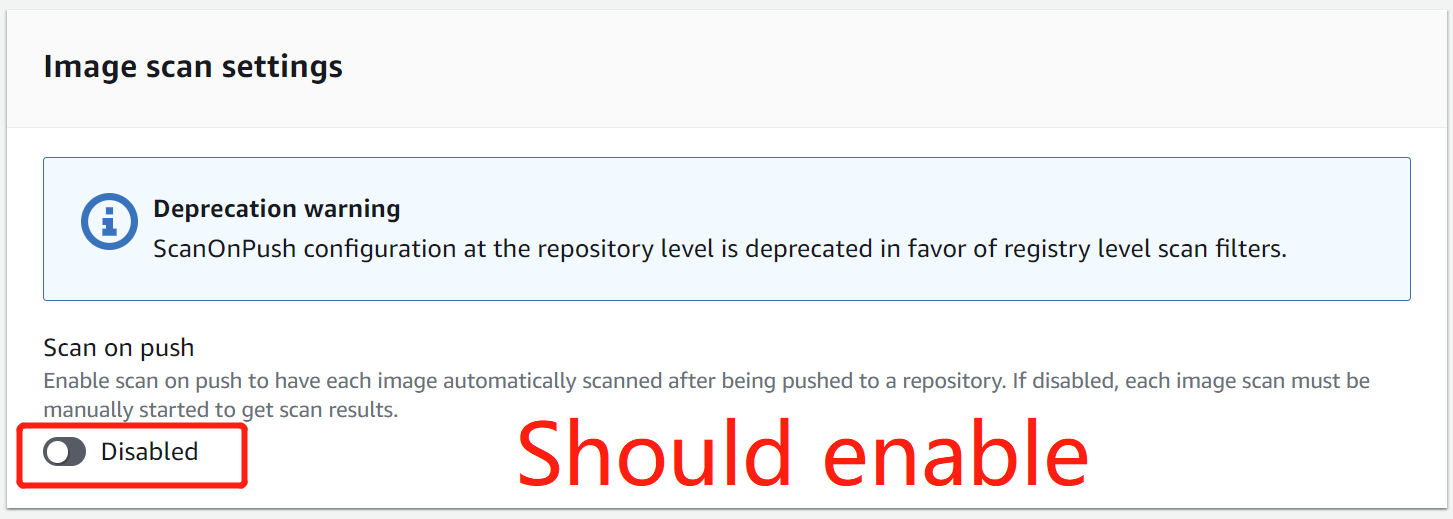 Image scan settings
Deprecation warning
ScanOnPush configuration at the repository level is deprecated in favor of registry level scan filters.
Scan on push
Enable scan on push to have each image automatically scanned after being pushed to a repository. If disabled, each image scan must be
manually started to get scan results.
Disabled
Should enable